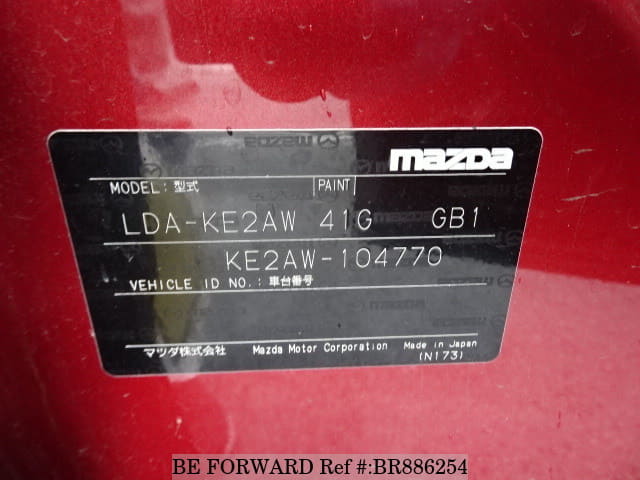 mazda
MODEL: 型式 PAINT
LDA-KE2AW 41G GB1
KE2AW-104770
VEHICLE ID NO.: 車台番号
マツダ株式会社 Mazda Motor Corporation Made in Japan
(N173)
BE FORWARD Ref #:BR886254